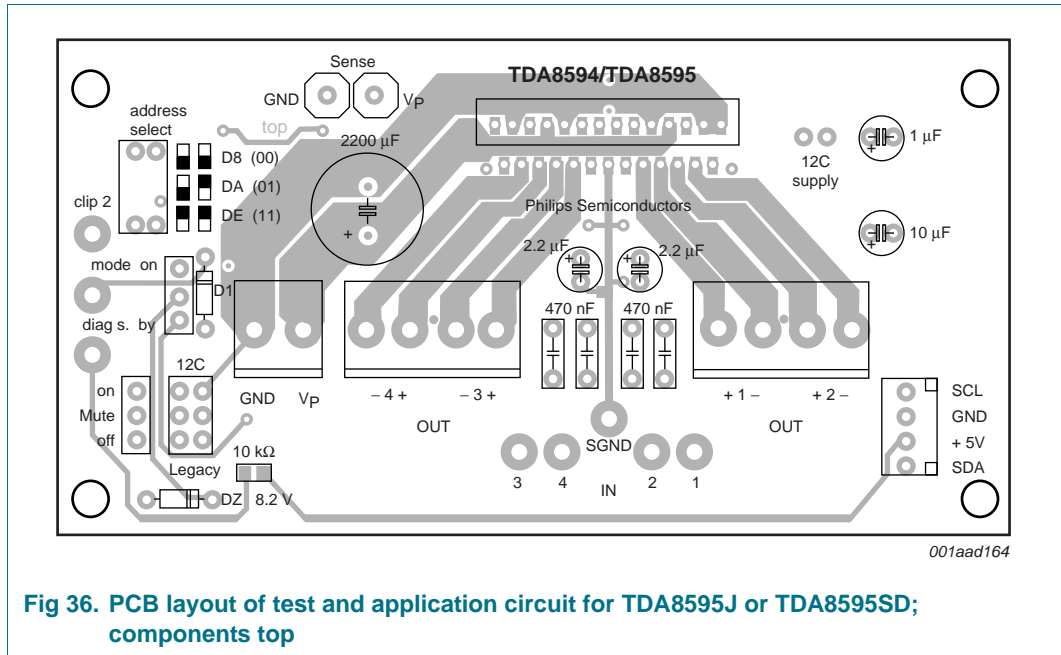 Sense
TDA8594/TDA8595
GND
VP
address
select
top
2200 µF
1 µF
D8 (00)
12C
supply
DA (01)
clip 2
DE (11)
Philips Semiconductors
+
+
10 µF
+
2.2 µF
+
+
2.2 µF
mode on
D1
470 nF
470 nF
diag s. by
12C
on
GND
VP
− 4 +
− 3 +
+ 1 −
+ 2 −
SCL
Mute
OUT
OUT
GND
off
SGND
+ 5V
10 kΩ
Legacy
SDA
3
4
IN
2
1
DZ
8.2 V
001aad164
Fig 36. PCB layout of test and application circuit for TDA8595J or TDA8595SD;
components top